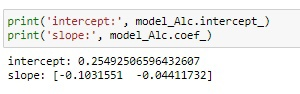 print('intercept:', model_Alc.intercept_)
print('slope:', model_Alc.coef_)
intercept: 0.25492506596432607
slope: [-0.1031551  -0.04411732]